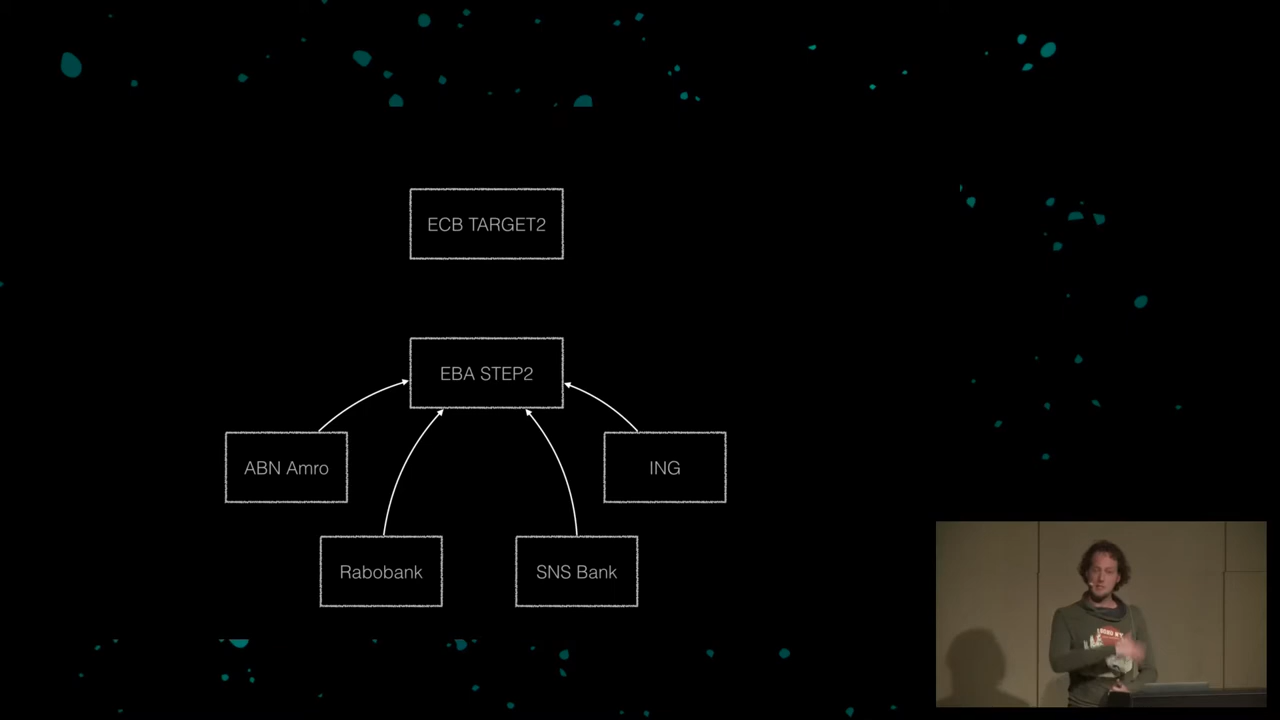 ECB TARGET2
EBA STEP2
ABN Amro
ING
Rabobank
SNS Bank